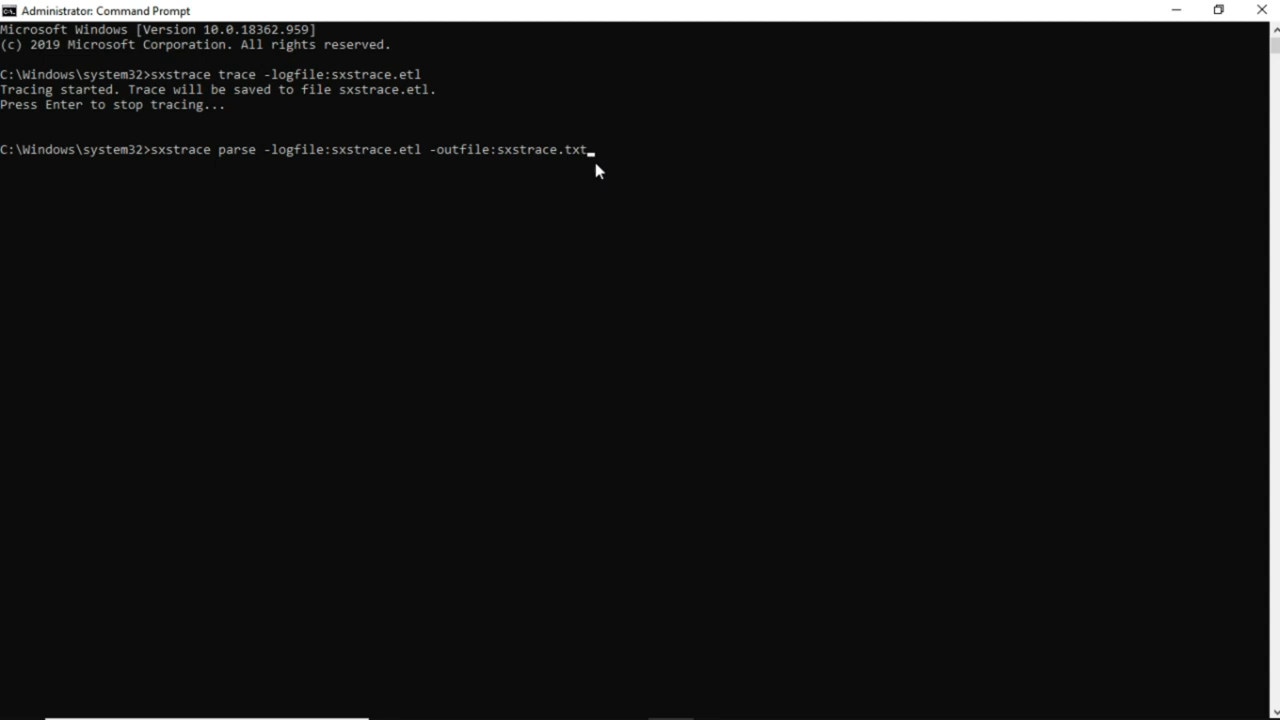 Administrator: Command Prompt
Microsoft Windows [Version 10.0.18362.959]
(c) 2019 Microsoft Corporation. All rights reserved.
C:\Windows\system32>sxstrace trace -logfile:sxstrace.etl
Tracing started. Trace will be saved to file sxstrace.etl.
Press Enter to stop tracing...
C:\Windows\system32>sxstrace parse -logfile:sxstrace.etl -outfile:sxstrace.txt